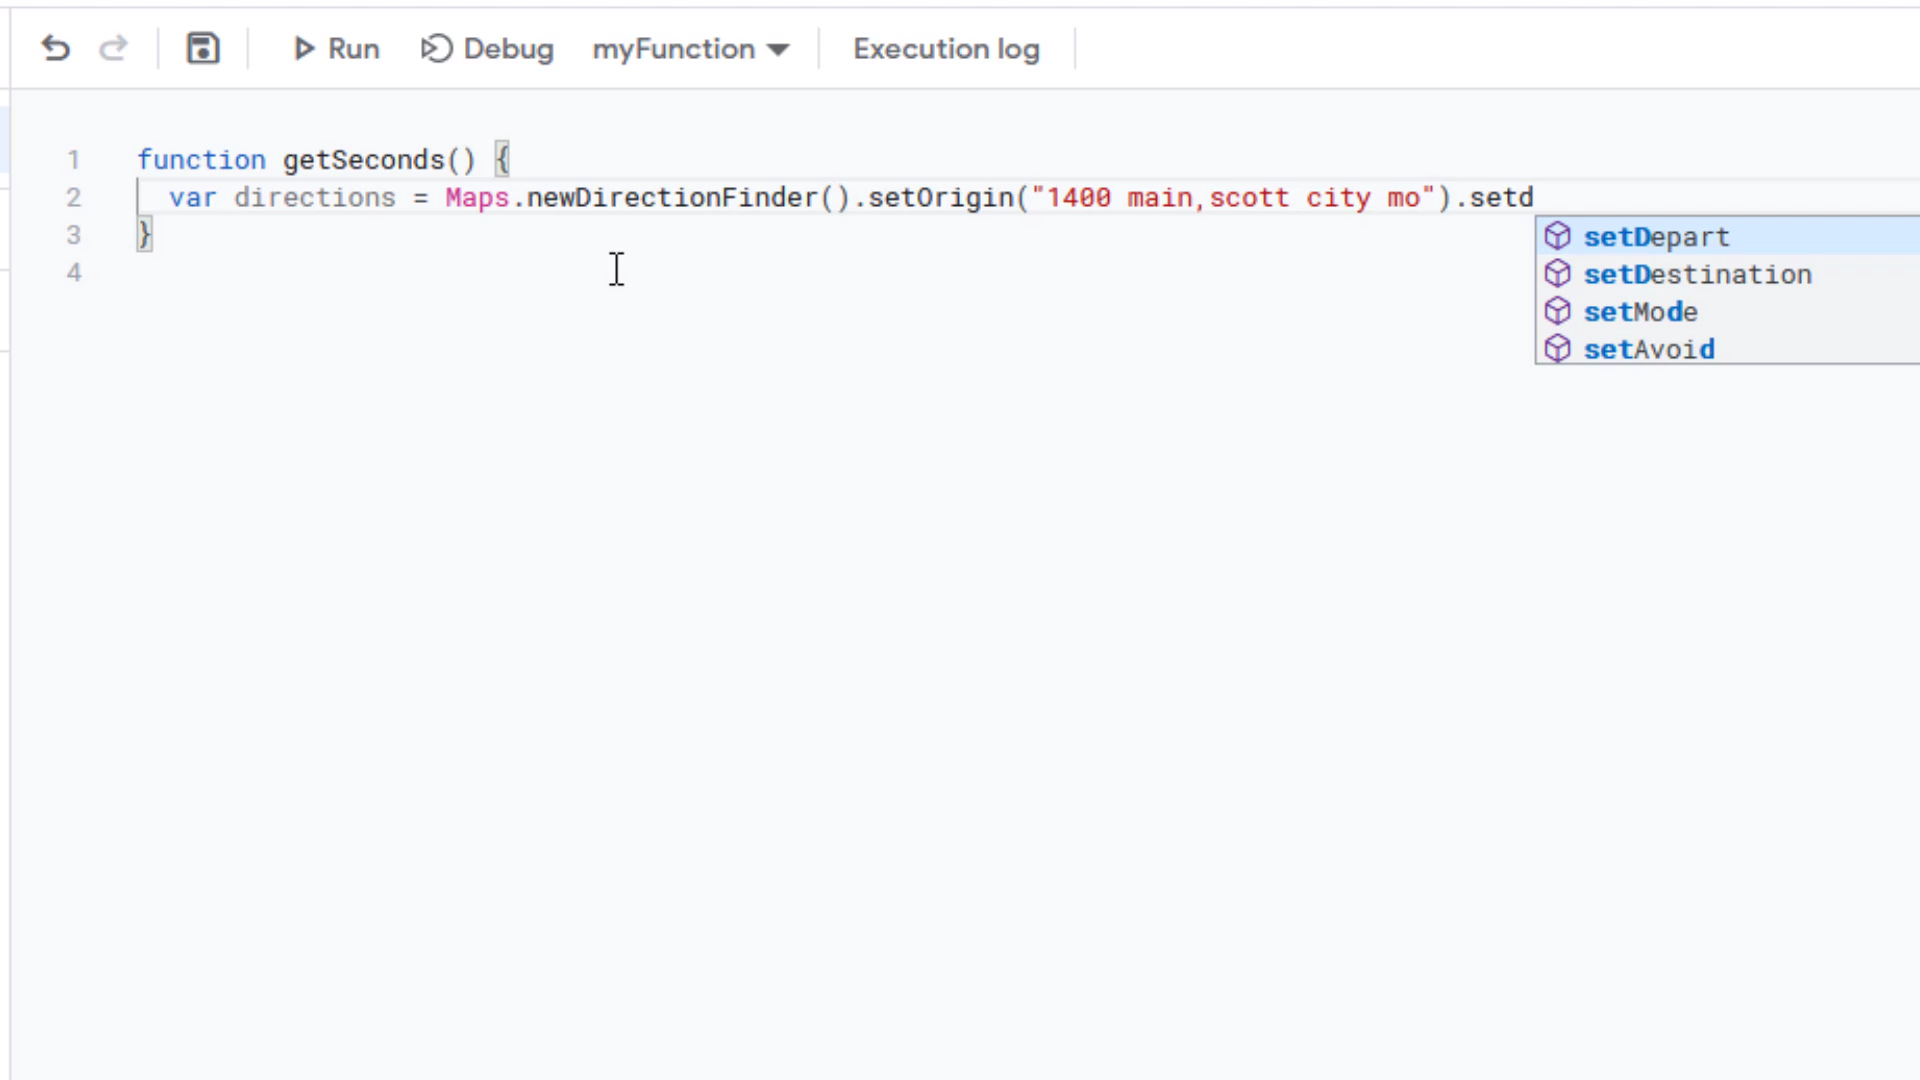 Run Debug myFunction Execution log
1 function getSeconds() {
2 var directions = Maps.newDirectionFinder().setOrigin("1400 main,scott city mo").setd
3 }
4
setDepart
setDestination
setMode
setAvoid